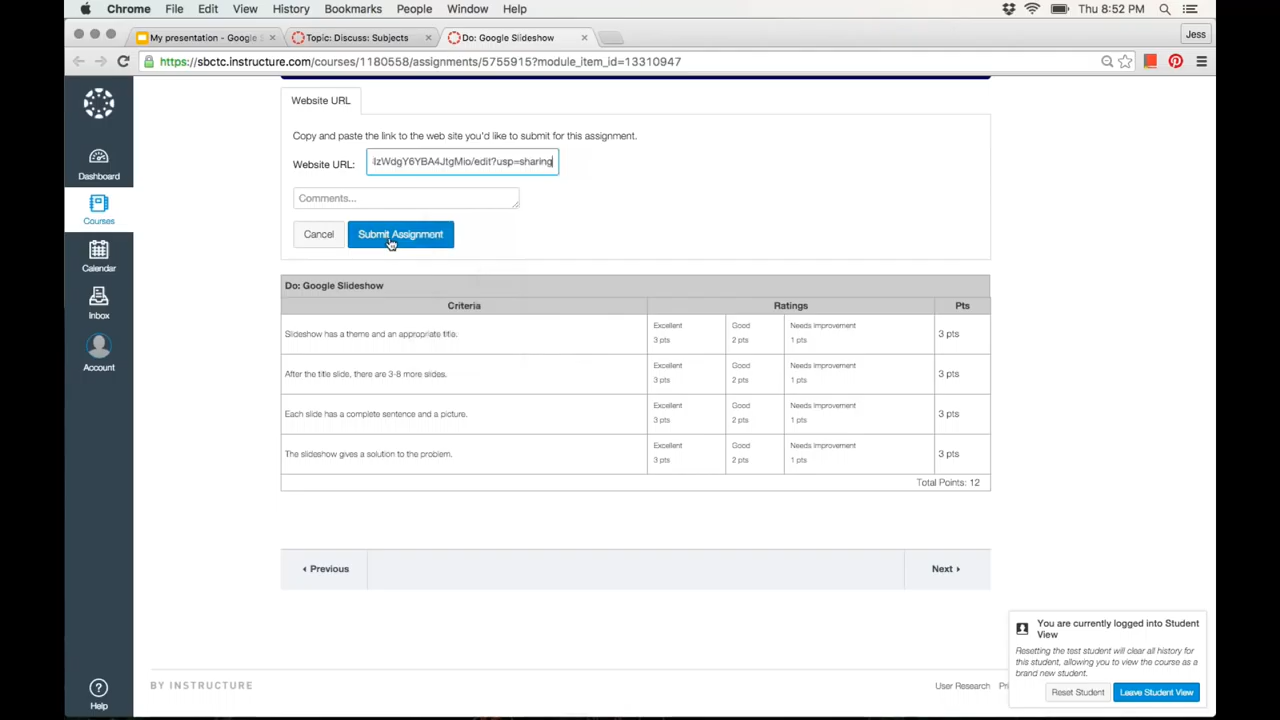 Chrome File Edit View History Bookmarks People Window Help Thu 8:52 PM
My presentation - Google S
Topic: Discuss: Subjects
Do: Google Slideshow
Jess
https://sbctc.instructure.com/courses/1180558/assignments/5755915?module_item_id=13310947
Website URL
Copy and paste the link to the web site you'd like to submit for this assignment.
Website URL: IzWdgY6YBA4JtgMio/edit?usp=sharing
Comments...
Cancel Submit Assignment
Dashboard
Courses
Calendar
Inbox
Account
Do: Google Slideshow
Criteria Ratings Pts
Slideshow has a theme and an appropriate title. Excellent Good Needs Improvement 3 pts
3 pts 2 pts 1 pts
After the title slide, there are 3-8 more slides. Excellent Good Needs Improvement 3 pts
3 pts 2 pts 1 pts
Each slide has a complete sentence and a picture. Excellent Good Needs Improvement 3 pts
3 pts 2 pts 1 pts
The slideshow gives a solution to the problem. Excellent Good Needs Improvement 3 pts
3 pts 2 pts 1 pts
Total Points: 12
Previous Next
You are currently logged into Student
View
Resetting the test student will clear all history for
this student, allowing you to view the course as a
brand new student.
Reset Student Leave Student View
Help
BY INSTRUCTURE
User Research